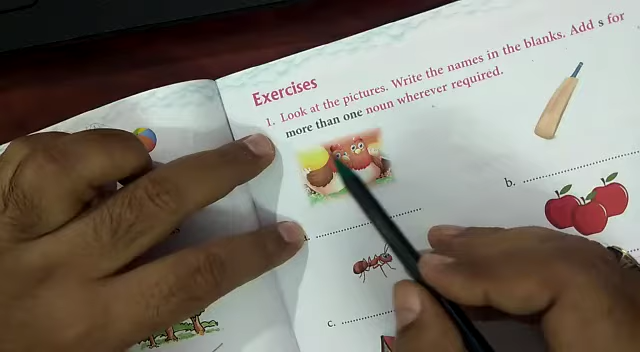 Exercises
1. Look at the pictures. Write the names in the blanks. Add s for
more than one noun wherever required.
b.
c.